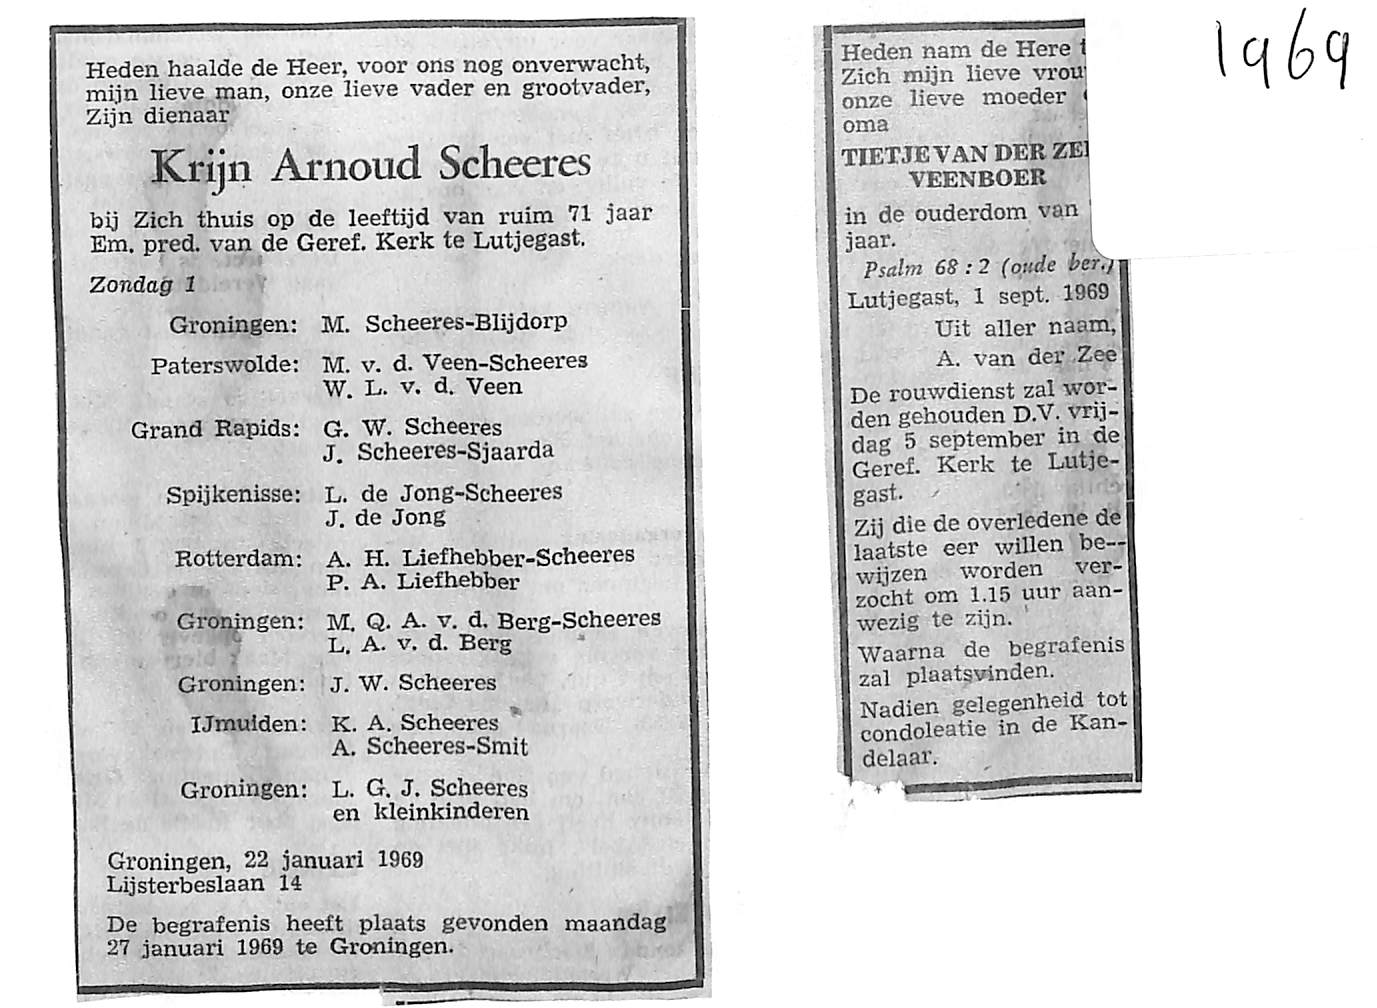 Heden haalde de Heer, voor ons nog onverwacht,
mijn lieve man, onze lieve vader en grootvader,
Zijn dienaar
Krijn Arnoud Scheeres
bij Zich thuis op de leeftijd van ruim 71 jaar
Em. pred. van de Geref. Kerk te Lutjegast.
Zondag 1
Groningen: M. Scheeres-Blijdorp
Paterswolde: M. v. d. Veen-Scheeres
W. L. v. d. Veen
Grand Rapids: G. W. Scheeres
J. Scheeres-Sjaarda
Spijkenisse: L. de Jong-Scheeres
J. de Jong
Rotterdam: A. H. Liefhebber-Scheeres
P. A. Liefhebber
Groningen: M. Q. A. v. d. Berg-Scheeres
L. A. v. d. Berg
Groningen: J. W. Scheeres
IJmuiden: K. A. Scheeres
A. Scheeres-Smit
Groningen: L. G. J. Scheeres
en kleinkinderen
Groningen, 22 januari 1969
Lijsterbeslaan 14
De begrafenis heeft plaats gevonden maandag
27 januari 1969 te Groningen.
Heden nam de Here
Zich mijn lieve
onze lieve moeder
oma
TIETJE VAN DER
VEENBOER
in de ouderdom van
jaar.
Psalm 68 : 2 (oude ber.)
Lutjegast, 1 sept. 1969
Uit aller naam,
A. van der Zee
De rouwdienst zal wor-
den gehouden D.V. vrij-
dag 5 september in de
Geref. Kerk te Lutje-
gast.
Zij die de overledene de
laatste eer willen be--
wijzen worden ver-
zocht om 1.15 uur aan-
wezig te zijn.
Waarna de begrafenis
zal plaatsvinden.
Nadien gelegenheid tot
condoleatie in de Kan-
delaar.
1969